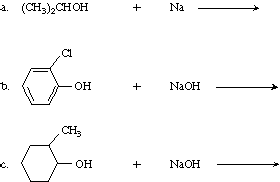 a. (CH₃)₂CHOH + Na
Cl
b. OH + NaOH
CH₃
c. OH + NaOH